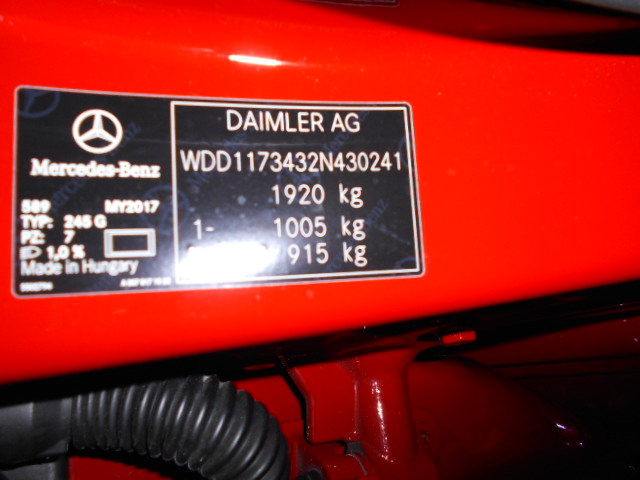 Mercedes-Benz
589 MY2017
TYP: 245 G
PZ: 7
1,0 %
Made in Hungary
DAIMLER AG
WDD1173432N430241
1920 kg
1- 1005 kg
915 kg